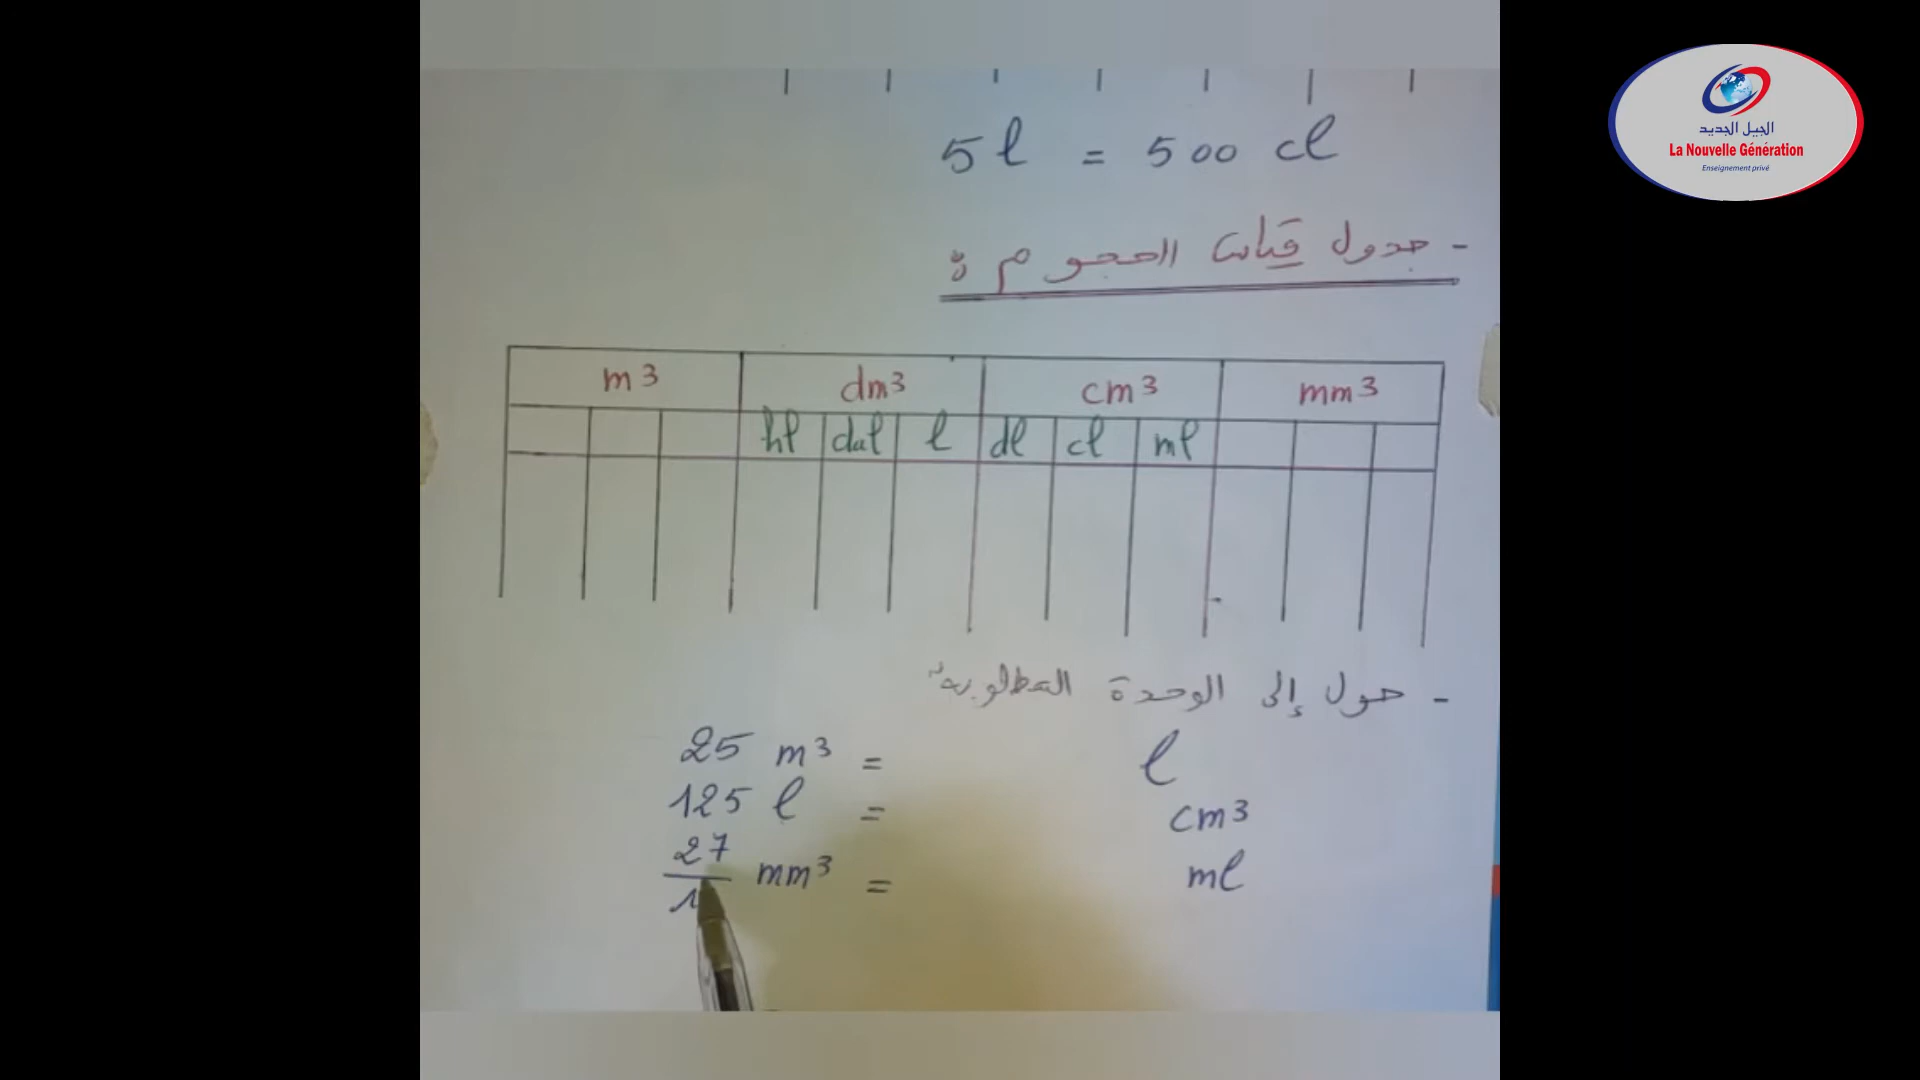 الجيل الجديد
La Nouvelle Génération
Enseignement privé
5 l = 500 cl
- جدول قياس الحجوم :
m³ dm³ cm³ mm³
hl dal l dl cl ml
- حول إلى الوحدة المطلوبة
25 m³ = l
125 l = cm³
27
mm³ = ml
1